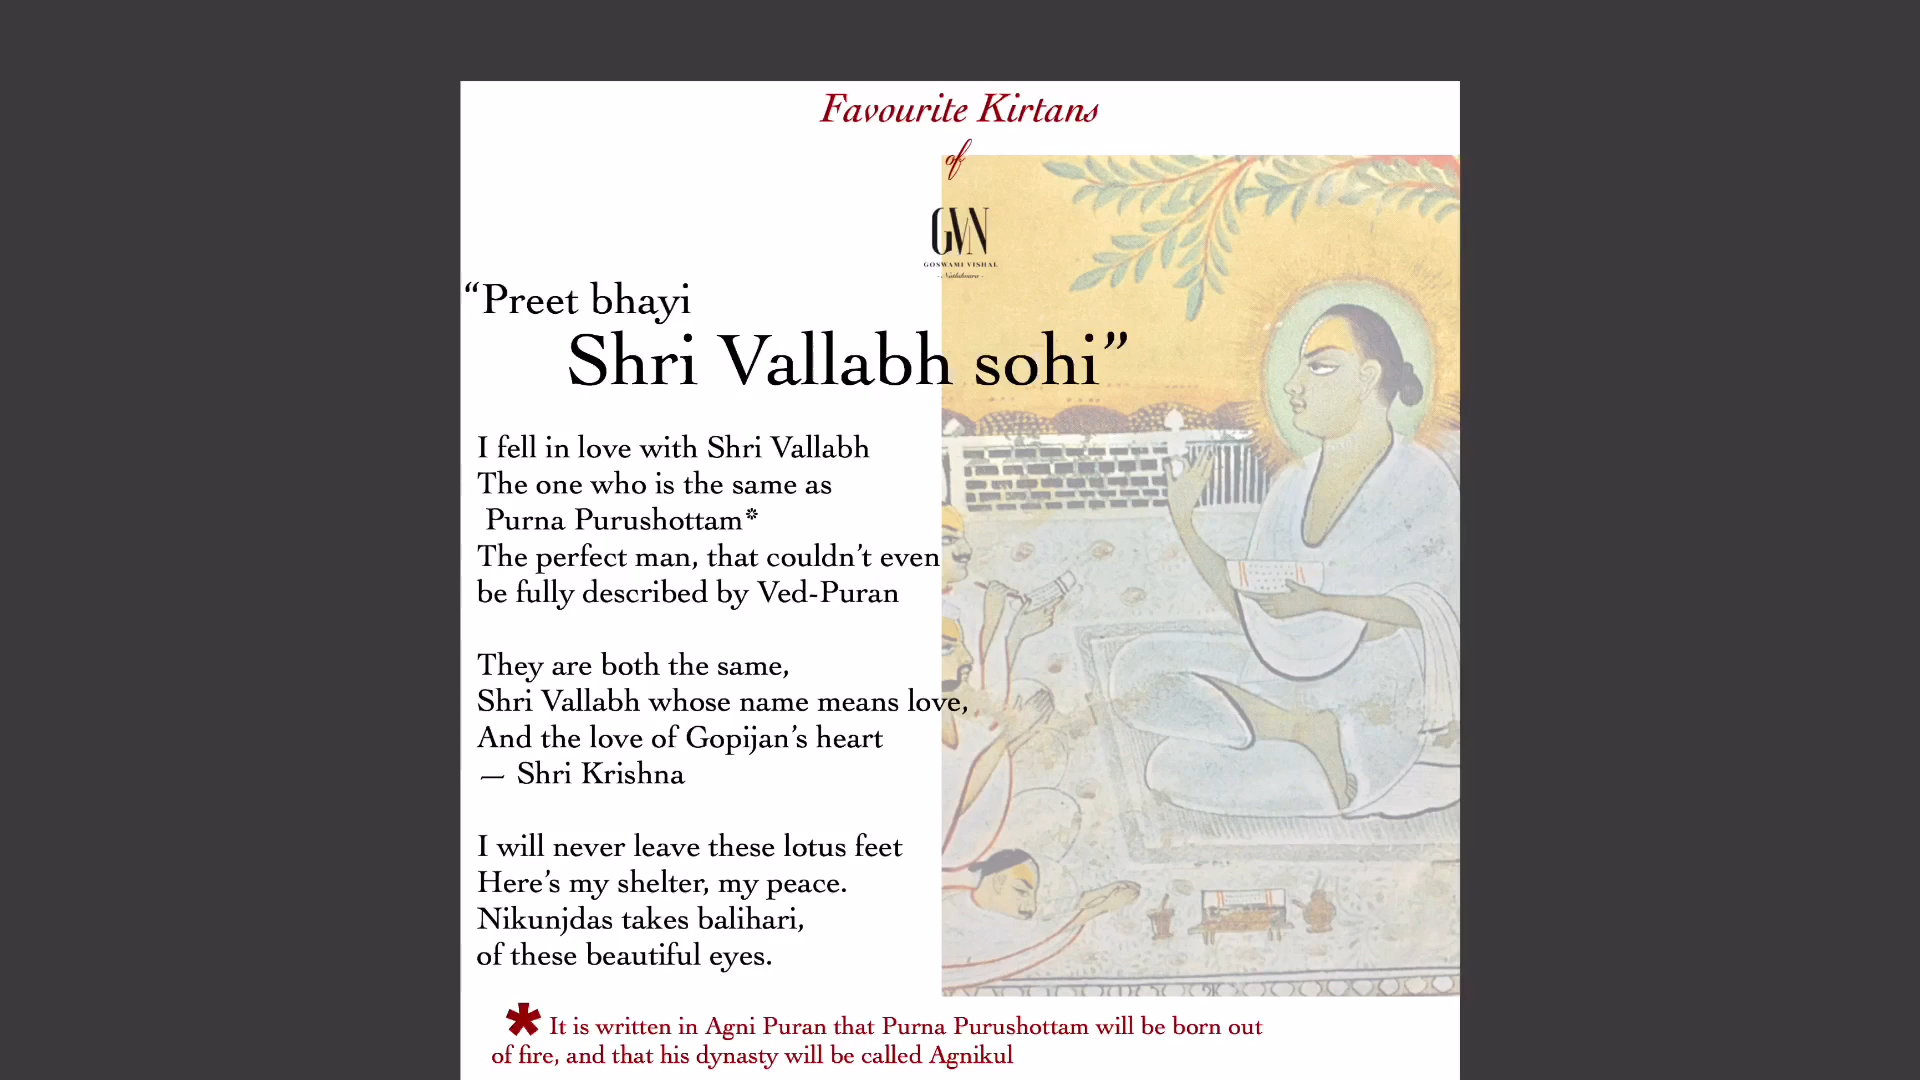 Favourite Kirtans
of
GVN
GOSWAMI VISHAL
- Nathdwara -
“Preet bhayi
Shri Vallabh sohi”
I fell in love with Shri Vallabh
The one who is the same as
Purna Purushottam*
The perfect man, that couldn’t even
be fully described by Ved-Puran
They are both the same,
Shri Vallabh whose name means love,
And the love of Gopijan’s heart
— Shri Krishna
I will never leave these lotus feet
Here’s my shelter, my peace.
Nikunjdas takes balihari,
of these beautiful eyes.
* It is written in Agni Puran that Purna Purushottam will be born out
of fire, and that his dynasty will be called Agnikul